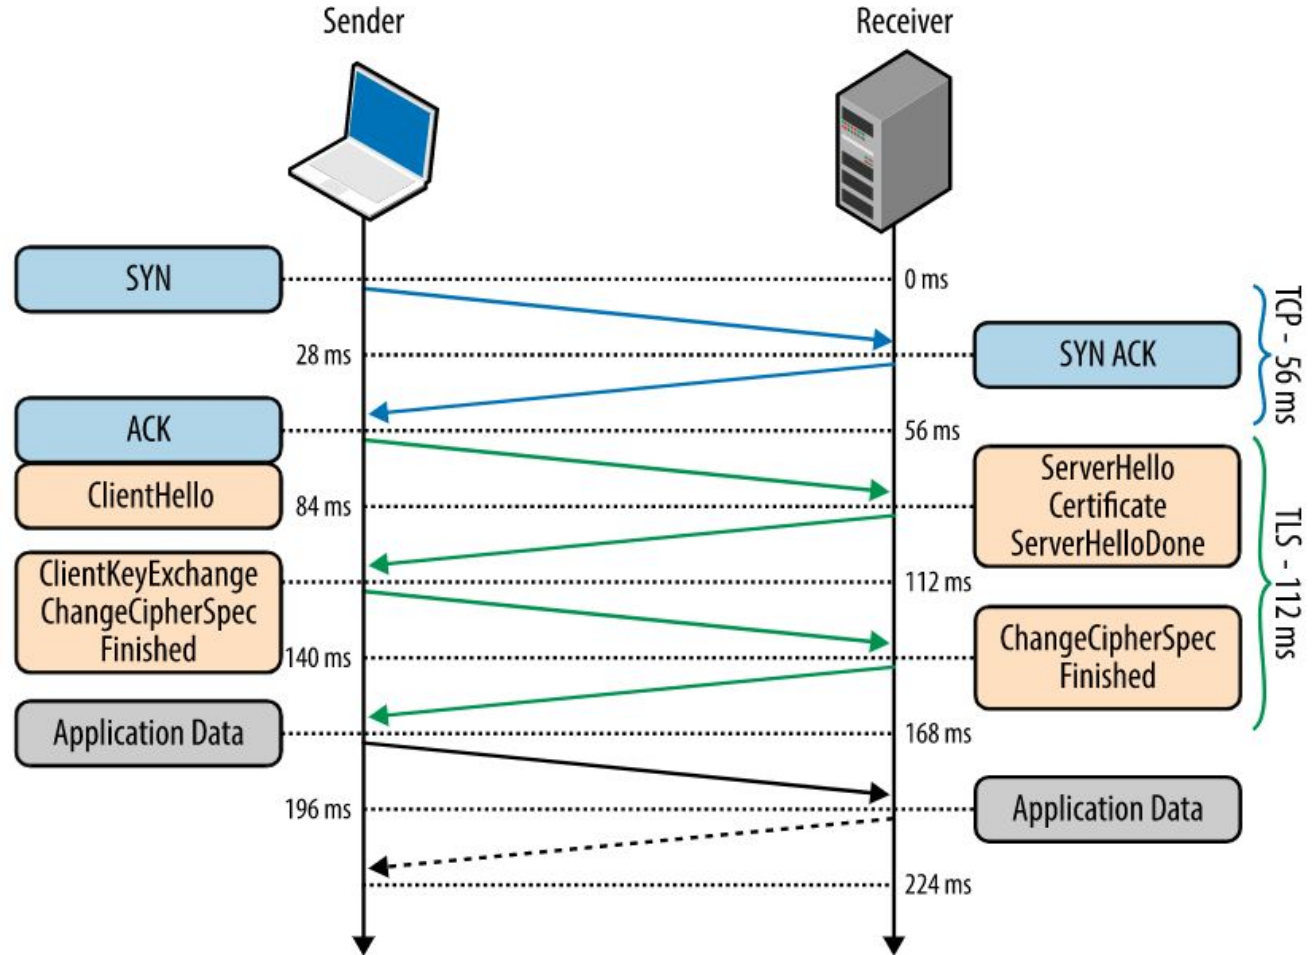 Sender
Receiver
SYN
0 ms
28 ms
SYN ACK
TCP - 56 ms
ACK
56 ms
ClientHello
84 ms
ServerHello
Certificate
ServerHelloDone
ClientKeyExchange
ChangeCipherSpec
Finished
112 ms
TLS - 112 ms
140 ms
ChangeCipherSpec
Finished
Application Data
168 ms
196 ms
Application Data
224 ms